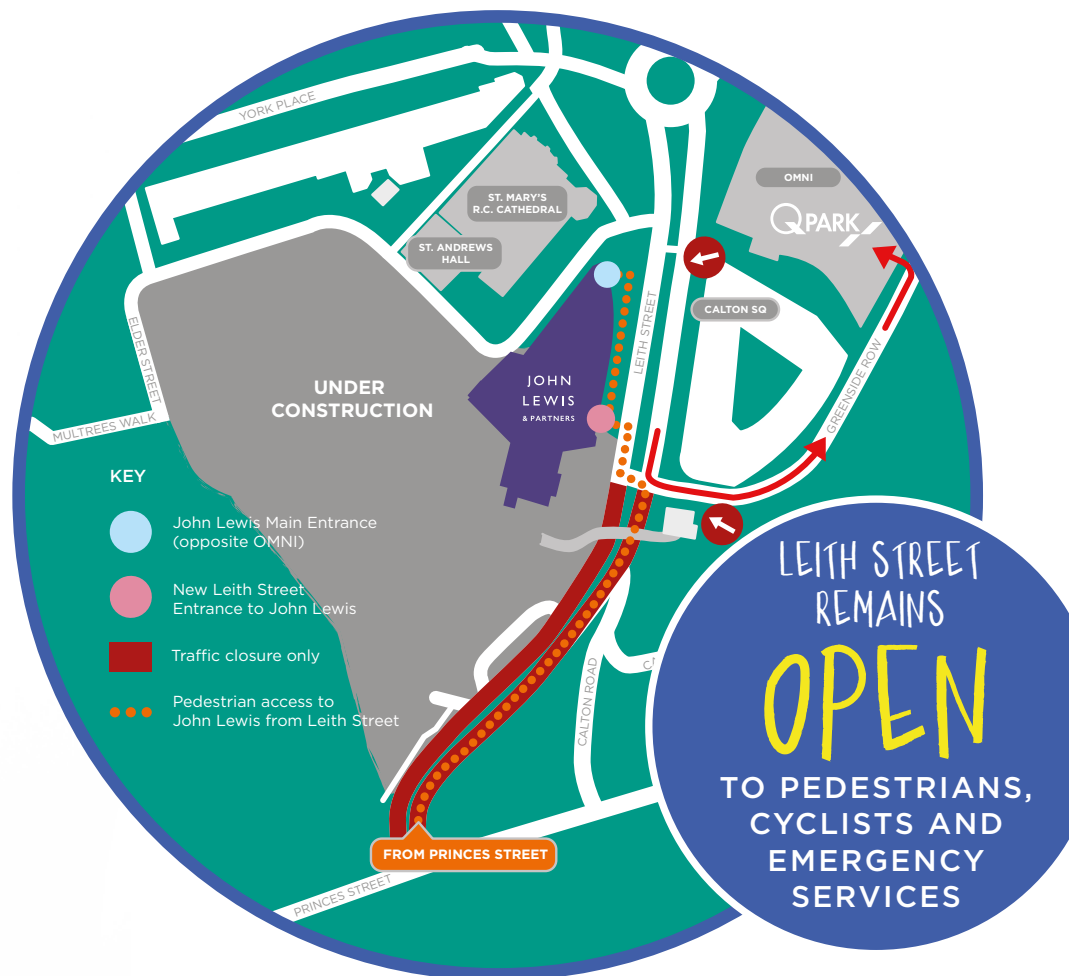 YORK PLACE
OMNI
QPARK
ST. MARY'S
R.C. CATHEDRAL
ST. ANDREWS
HALL
CALTON SQ
LEITH STREET
ELDER STREET
GREENSIDE ROW
UNDER
CONSTRUCTION
JOHN
LEWIS
& PARTNERS
MULTREES WALK
KEY
John Lewis Main Entrance
(opposite OMNI)
New Leith Street
Entrance to John Lewis
Traffic closure only
Pedestrian access to
John Lewis from Leith Street
CALTON ROAD
FROM PRINCES STREET
PRINCES STREET
LEITH STREET
REMAINS
OPEN
TO PEDESTRIANS,
CYCLISTS AND
EMERGENCY
SERVICES